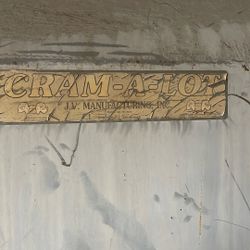 CRAM-A-LOT
J.V. MANUFACTURING, INC.